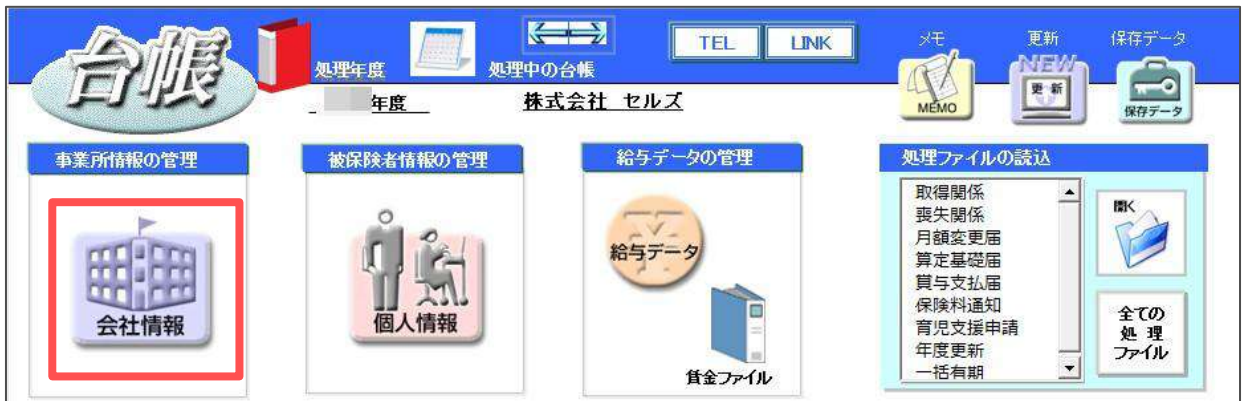 台帳
処理年度
処理中の台帳
TEL
LINK
メモ
更新
保存データ
MEMO
NEW
更新
保存データ
年度
株式会社 セルズ
事業所情報の管理
被保険者情報の管理
給与データの管理
処理ファイルの読込
会社情報
個人情報
給与データ
賃金ファイル
取得関係
喪失関係
月額変更届
算定基礎届
賞与支払届
保険料通知
育児支援申請
年度更新
一括有期
開く
全ての
処 理
ファイル